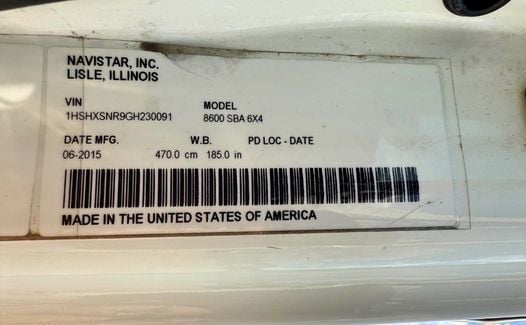 NAVISTAR, INC.
LISLE, ILLINOIS
VIN MODEL
1HSHXSNR9GH230091 8600 SBA 6X4
DATE MFG. W.B. PD LOC - DATE
06-2015 470.0 cm 185.0 in
MADE IN THE UNITED STATES OF AMERICA